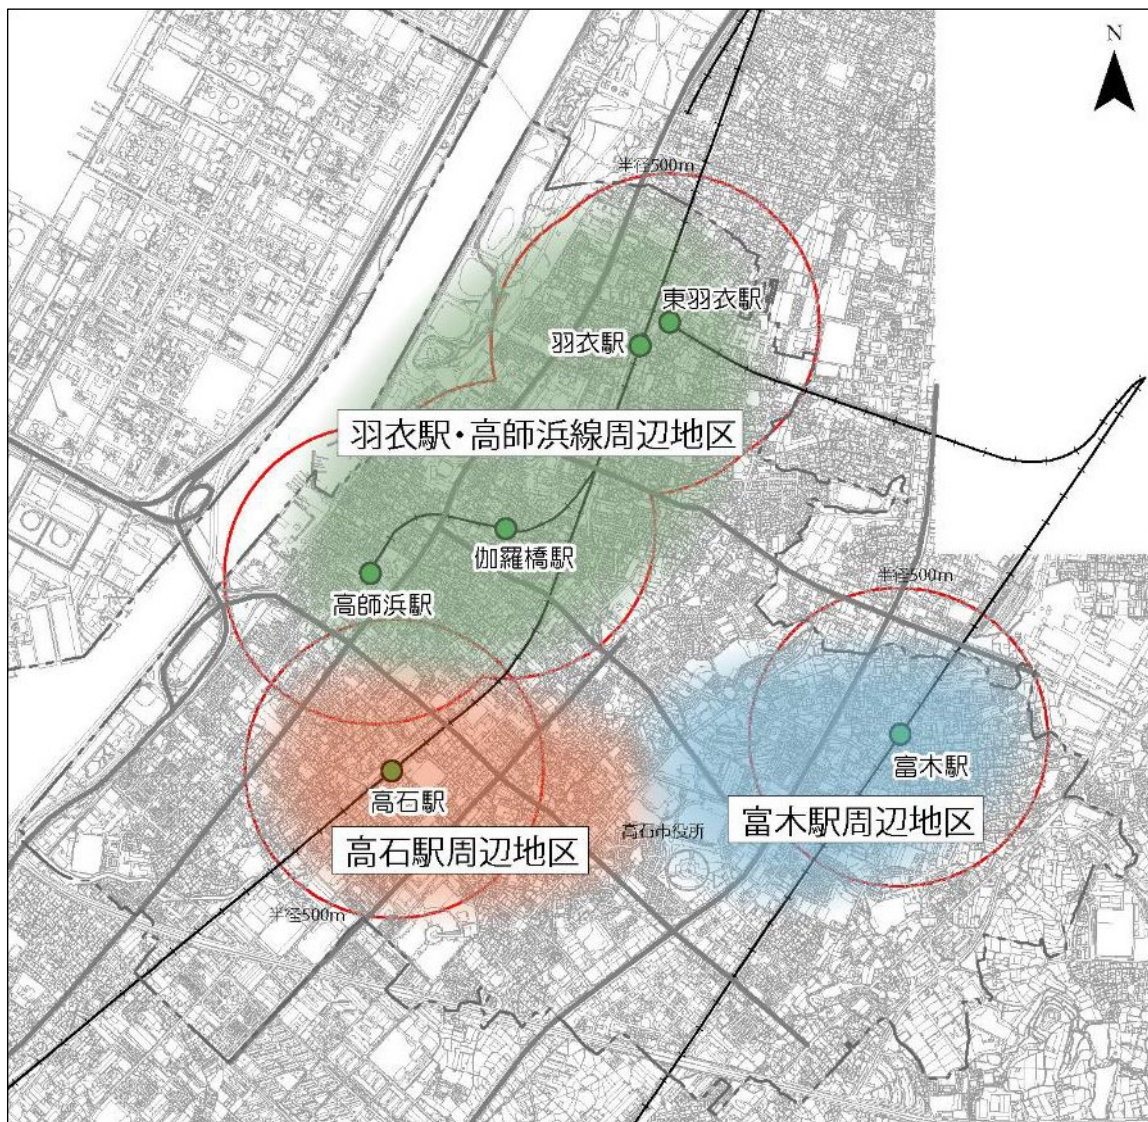 N
半径500m
東羽衣駅
羽衣駅
羽衣駅・高師浜線周辺地区
伽羅橋駅
高師浜駅
半径500m
富木駅
高石駅
富木駅周辺地区
高石市役所
高石駅周辺地区
半径500m